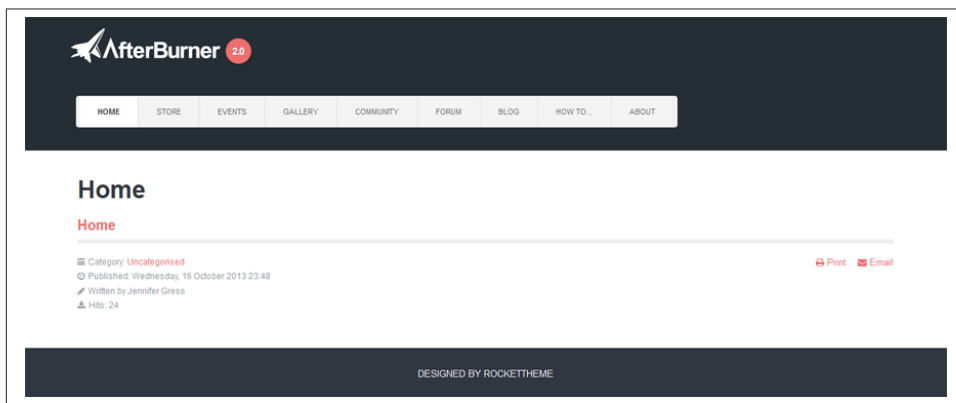 AfterBurner 2.0
HOME STORE EVENTS GALLERY COMMUNITY FORUM BLOG HOW TO... ABOUT
Home
Home
Category: Uncategorised
Print Email
Published: Wednesday, 16 October 2013 23:48
Written by Jennifer Gress
Hits: 24
DESIGNED BY ROCKETTHEME